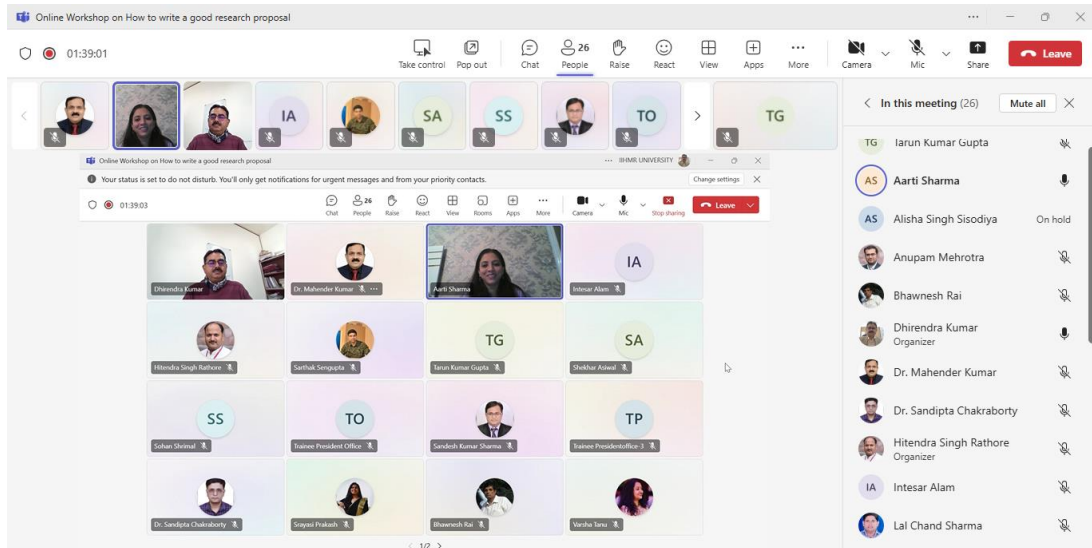 Online Workshop on How to write a good research proposal
01:39:01
Take control Pop out Chat 26 People Raise React View Apps More Camera Mic Share Leave
IA SA SS TO TG
In this meeting (26) Mute all
Online Workshop on How to write a good research proposal IIHMR UNIVERSITY
Your status is set to do not disturb. You'll only get notifications for urgent messages and from your priority contacts. Change settings
01:39:03 Chat 26 People Raise React View Rooms Apps More Camera Mic Stop sharing Leave
IA
Dhirendra Kumar Dr. Mahender Kumar Aarti Sharma Intesar Alam
TG SA
Hitendra Singh Rathore Sarthak Sengupta Tarun Kumar Gupta Shekhar Asiwal
SS TO TP
Sohan Shrimal Trainee President Office Sandesh Kumar Sharma Trainee Presidentoffice-3
Dr. Sandipta Chakraborty Srayasi Prakash Bhawnesh Rai Varsha Tanu
1/2
TG Tarun Kumar Gupta
AS Aarti Sharma
AS Alisha Singh Sisodiya On hold
Anupam Mehrotra
Bhawnesh Rai
Dhirendra Kumar
Organizer
Dr. Mahender Kumar
Dr. Sandipta Chakraborty
Hitendra Singh Rathore
Organizer
IA Intesar Alam
Lal Chand Sharma